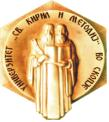 УНИВЕРЗИТЕТ "СВ. КИРИЛ И МЕТОДИЈ" ВО СКОПЈЕ